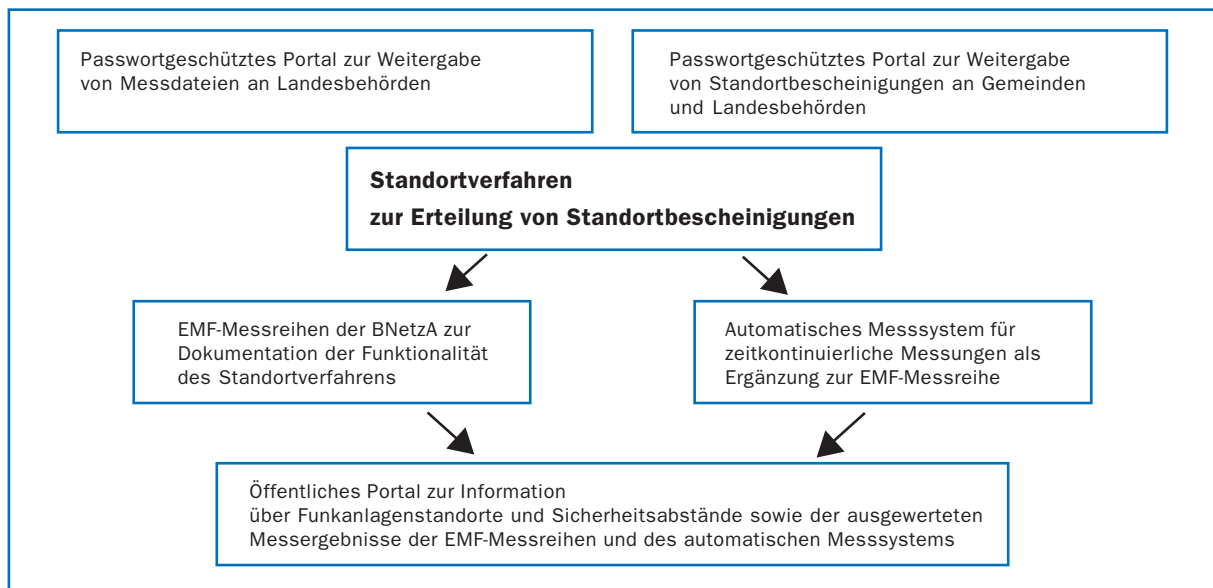 Passwortgeschütztes Portal zur Weitergabe
von Messdateien an Landesbehörden
Passwortgeschütztes Portal zur Weitergabe
von Standortbescheinigungen an Gemeinden
und Landesbehörden
Standortverfahren
zur Erteilung von Standortbescheinigungen
EMF-Messreihen der BNetzA zur
Dokumentation der Funktionalität
des Standortverfahrens
Automatisches Messsystem für
zeitkontinuierliche Messungen als
Ergänzung zur EMF-Messreihe
Öffentliches Portal zur Information
über Funkanlagenstandorte und Sicherheitsabstände sowie der ausgewerteten
Messergebnisse der EMF-Messreihen und des automatischen Messsystems